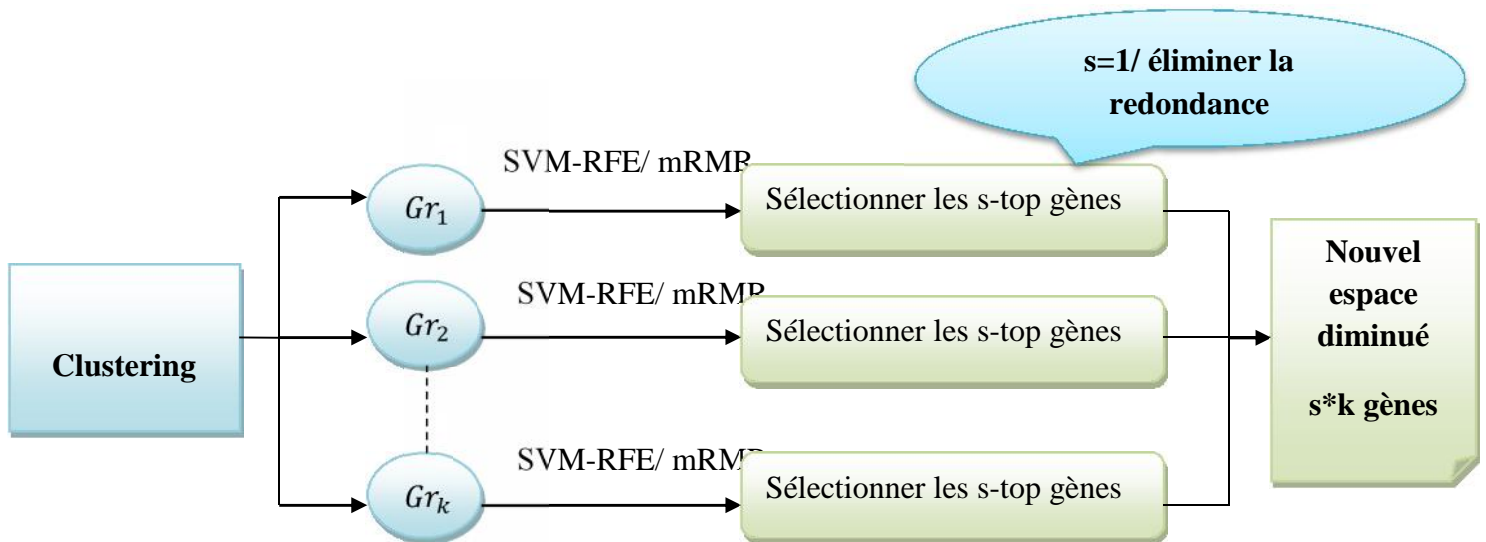 s=1/ éliminer la
redondance
SVM-RFE/ mRMR
Gr₁
Sélectionner les s-top gènes
Clustering
SVM-RFE/ mRMR
Gr₂
Sélectionner les s-top gènes
SVM-RFE/ mRMR
Grₖ
Sélectionner les s-top gènes
Nouvel
espace
diminué
s*k gènes